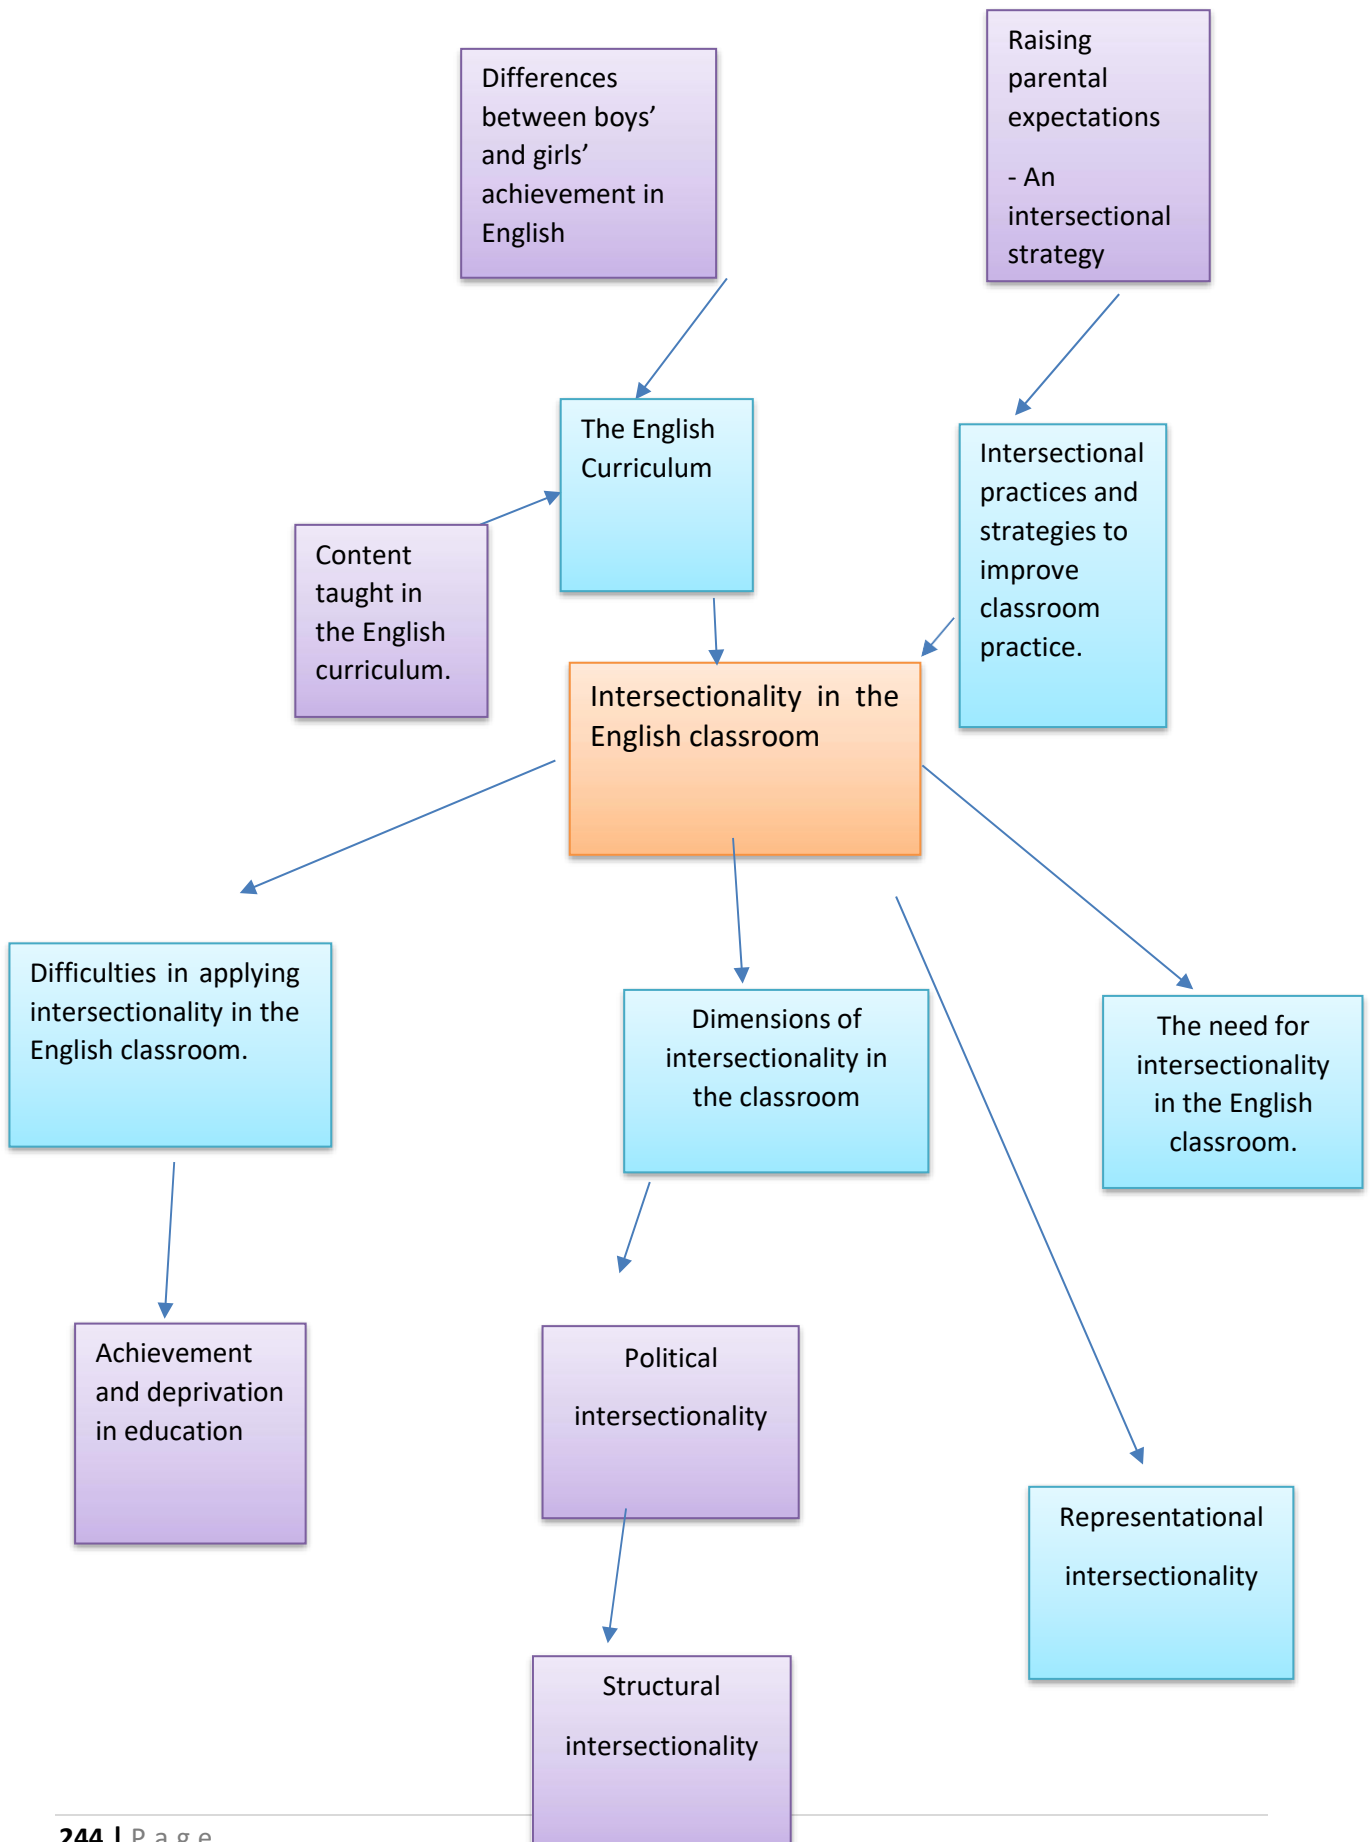 Raising
parental
expectations
- An
intersectional
strategy
Differences
between boys’
and girls’
achievement in
English
The English
Curriculum
Intersectional
practices and
strategies to
improve
classroom
practice.
Content
taught in
the English
curriculum.
Intersectionality in the
English classroom
Difficulties in applying
intersectionality in the
English classroom.
Dimensions of
intersectionality in
the classroom
The need for
intersectionality
in the English
classroom.
Achievement
and deprivation
in education
Political
intersectionality
Representational
intersectionality
Structural
intersectionality
244 | P a g e